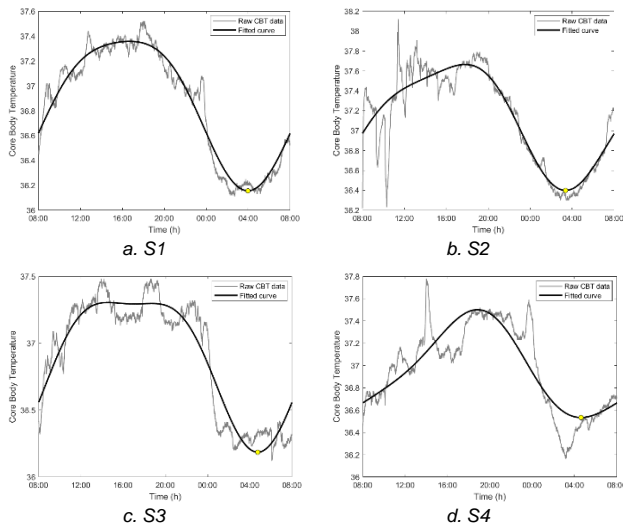 37.6
37.4
37.2
37
36.8
36.6
36.4
36.2
36
Core Body Temperature
Raw CBT data
Fitted curve
08:00 12:00 16:00 20:00 00:00 04:00 08:00
Time (h)
a. S1
38.2
38
37.8
37.6
37.4
37.2
37
36.8
36.6
36.4
36.2
Core Body Temperature
Raw CBT data
Fitted curve
08:00 12:00 16:00 20:00 00:00 04:00 08:00
Time (h)
b. S2
37.5
37
36.5
36
Core Body Temperature
Raw CBT data
Fitted curve
08:00 12:00 16:00 20:00 00:00 04:00 08:00
Time (h)
c. S3
37.8
37.6
37.4
37.2
37
36.8
36.6
36.4
36.2
36
Core Body Temperature
Raw CBT data
Fitted curve
08:00 12:00 16:00 20:00 00:00 04:00 08:00
Time (h)
d. S4